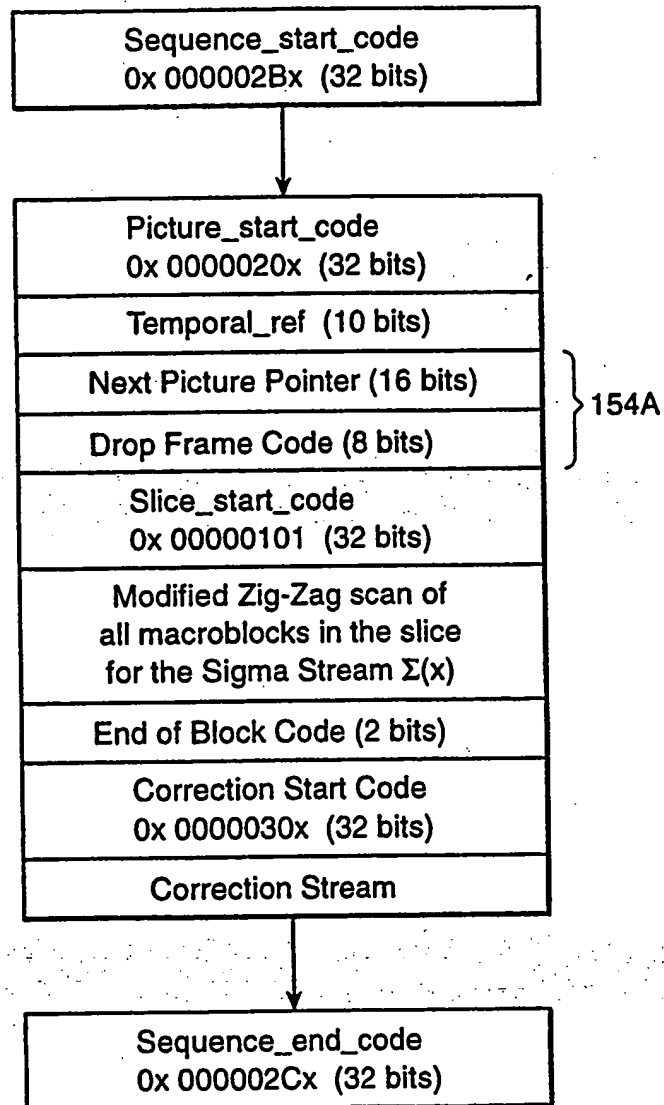 Sequence_start_code
0x 000002Bx (32 bits)
Picture_start_code
0x 0000020x (32 bits)
Temporal_ref (10 bits)
Next Picture Pointer (16 bits)
154A
Drop Frame Code (8 bits)
Slice_start_code
0x 00000101 (32 bits)
Modified Zig-Zag scan of
all macroblocks in the slice
for the Sigma Stream Σ(x)
End of Block Code (2 bits)
Correction Start Code
0x 0000030x (32 bits)
Correction Stream
Sequence_end_code
0x 000002Cx (32 bits)